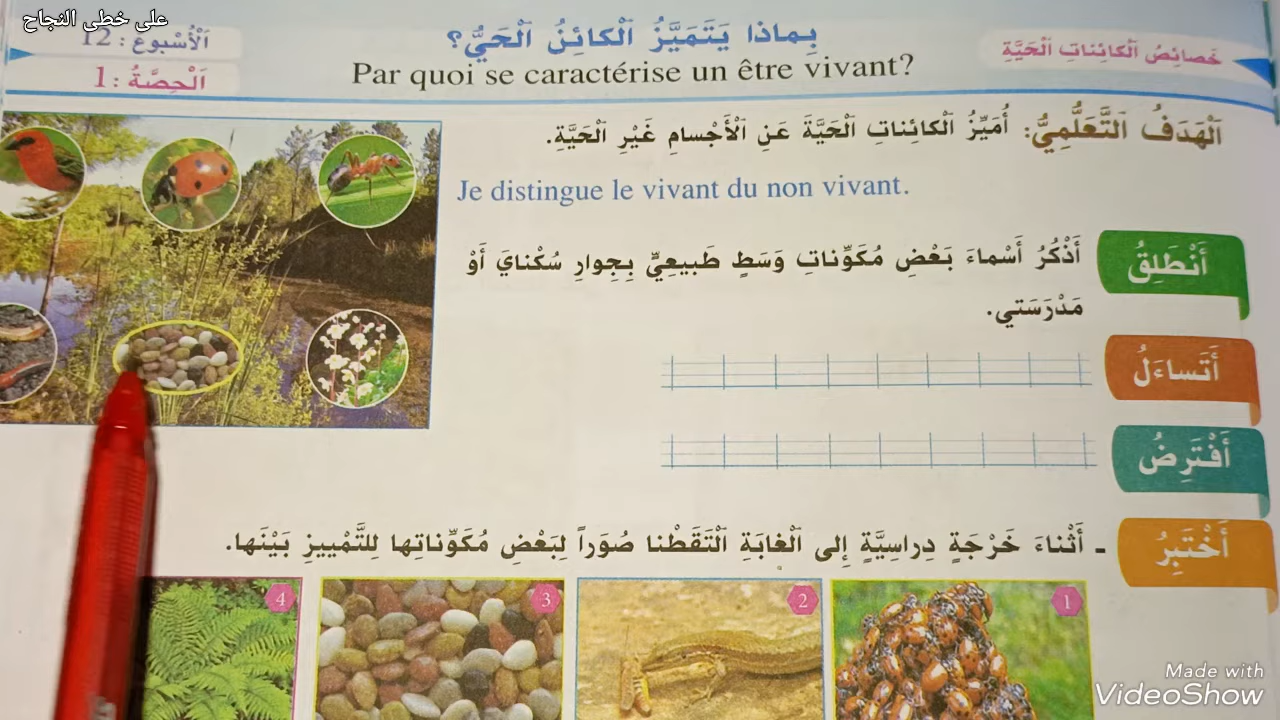 على خطى النجاح
خَصائِصُ اَلْكائِناتِ اَلْحَيَّةِ
بِماذا يَتَمَيَّزُ اَلْكائِنُ اَلْحَيُّ؟
اَلْأُسْبوع : 12
Par quoi se caractérise un être vivant?
اَلْحِصَّةُ : 1
اَلْهَدَفُ اَلتَّعَلُّمِيُّ: أُمَيِّزُ اَلْكائِناتِ اَلْحَيَّةَ عَنِ اَلْأَجْسامِ غَيْرِ اَلْحَيَّةِ.
Je distingue le vivant du non vivant.
أَنْطَلِقُ
أَذْكُرُ أَسْماءَ بَعْضِ مُكَوِّناتِ وَسَطٍ طَبيعِيٍّ بِجِوارِ سُكْنايَ أَوْ
مَدْرَسَتي.
أَتَساءَلُ
أَفْتَرِضُ
أَخْتَبِرُ
- أَثْناءَ خَرْجَةٍ دِراسِيَّةٍ إِلى اَلْغابَةِ اَلْتَقَطْنا صُوَراً لِبَعْضِ مُكَوِّناتِها لِلتَّمْييزِ بَيْنَها.
1
2
3
4
Made with
VideoShow